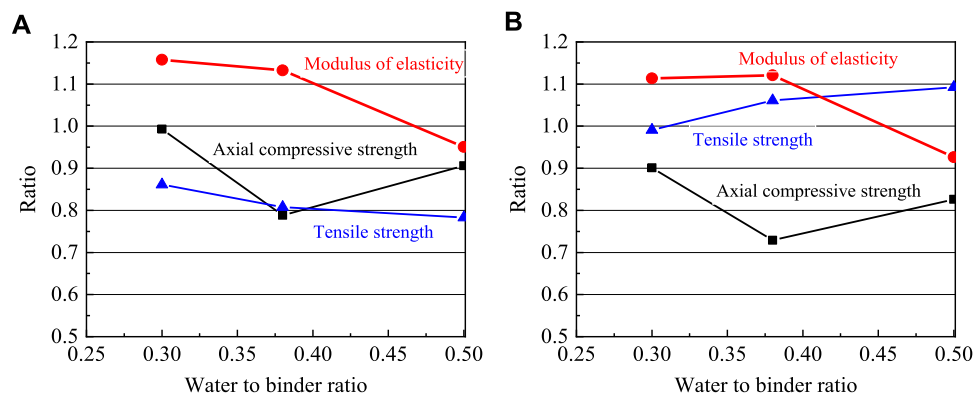 A
1.2
1.1
1.0
0.9
0.8
0.7
0.6
0.5
Ratio
Modulus of elasticity
Axial compressive strength
Tensile strength
0.25 0.30 0.35 0.40 0.45 0.50
Water to binder ratio
B
1.2
1.1
1.0
0.9
0.8
0.7
0.6
0.5
Ratio
Modulus of elasticity
Tensile strength
Axial compressive strength
0.25 0.30 0.35 0.40 0.45 0.50
Water to binder ratio